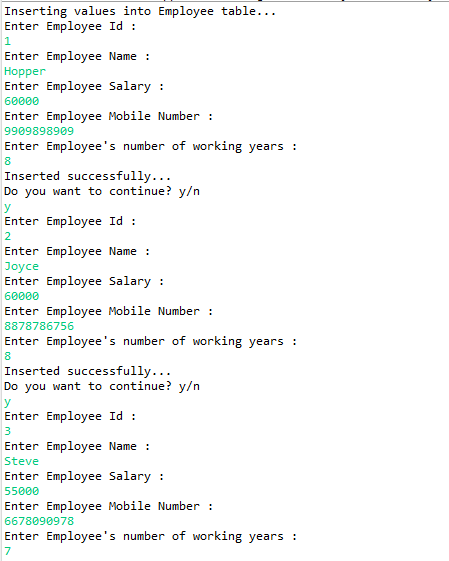 Inserting values into Employee table...
Enter Employee Id :
1
Enter Employee Name :
Hopper
Enter Employee Salary :
60000
Enter Employee Mobile Number :
9909898909
Enter Employee's number of working years :
8
Inserted successfully...
Do you want to continue? y/n
y
Enter Employee Id :
2
Enter Employee Name :
Joyce
Enter Employee Salary :
60000
Enter Employee Mobile Number :
8878786756
Enter Employee's number of working years :
8
Inserted successfully...
Do you want to continue? y/n
y
Enter Employee Id :
3
Enter Employee Name :
Steve
Enter Employee Salary :
55000
Enter Employee Mobile Number :
6678090978
Enter Employee's number of working years :
7